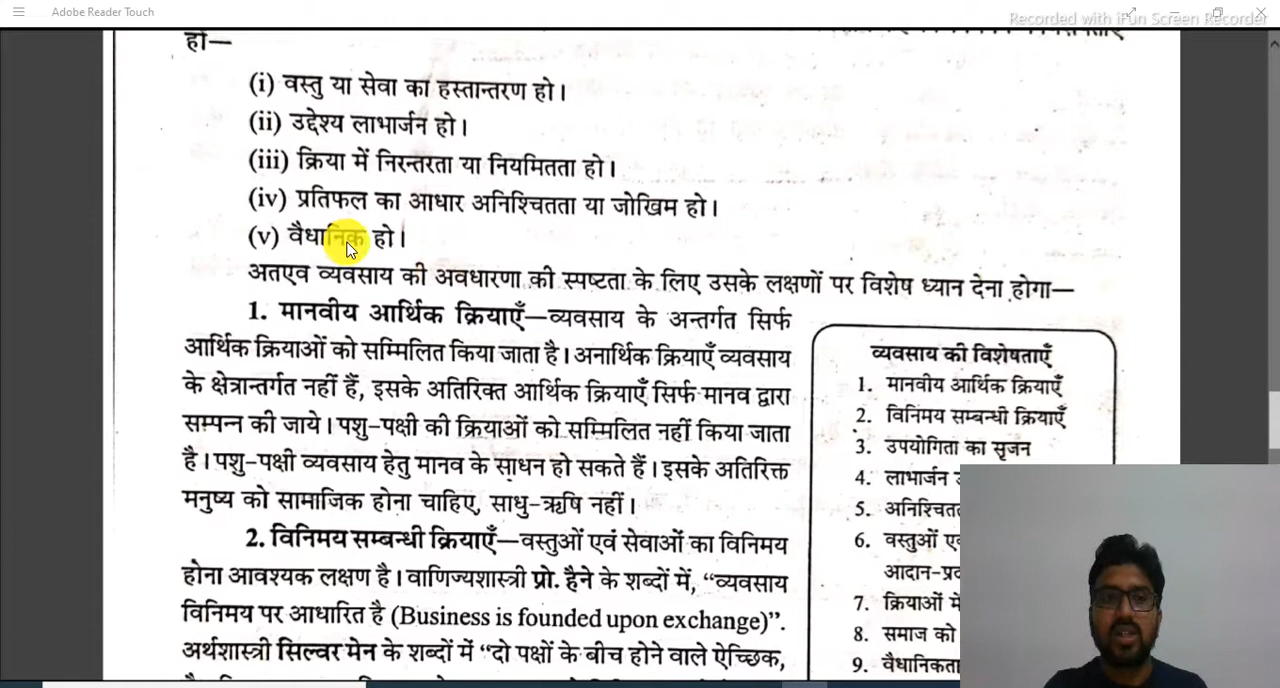 Adobe Reader Touch
Recorded with iFun Screen Recorder
हो—
(i) वस्तु या सेवा का हस्तान्तरण हो।
(ii) उद्देश्य लाभार्जन हो।
(iii) क्रिया में निरन्तरता या नियमितता हो।
(iv) प्रतिफल का आधार अनिश्चितता या जोखिम हो।
(v) वैधानिक हो।
अतएव व्यवसाय की अवधारणा की स्पष्टता के लिए उसके लक्षणों पर विशेष ध्यान देना होगा—
1. मानवीय आर्थिक क्रियाएँ—व्यवसाय के अन्तर्गत सिर्फ
आर्थिक क्रियाओं को सम्मिलित किया जाता है। अनार्थिक क्रियाएँ व्यवसाय
के क्षेत्रान्तर्गत नहीं हैं, इसके अतिरिक्त आर्थिक क्रियाएँ सिर्फ मानव द्वारा
सम्पन्न की जाये। पशु-पक्षी की क्रियाओं को सम्मिलित नहीं किया जाता
है। पशु-पक्षी व्यवसाय हेतु मानव के साधन हो सकते हैं। इसके अतिरिक्त
मनुष्य को सामाजिक होना चाहिए, साधु-ऋषि नहीं।
2. विनिमय सम्बन्धी क्रियाएँ—वस्तुओं एवं सेवाओं का विनिमय
होना आवश्यक लक्षण है। वाणिज्यशास्त्री प्रो. हैने के शब्दों में, “व्यवसाय
विनिमय पर आधारित है (Business is founded upon exchange)”.
अर्थशास्त्री सिल्वर मेन के शब्दों में “दो पक्षों के बीच होने वाले ऐच्छिक,
व्यवसाय की विशेषताएँ
1. मानवीय आर्थिक क्रियाएँ
2. विनिमय सम्बन्धी क्रियाएँ
3. उपयोगिता का सृजन
4. लाभार्जन
5.
6. वस्तुओं
7. क्रियाओं में
8. समाज को
9. वैधानिकता